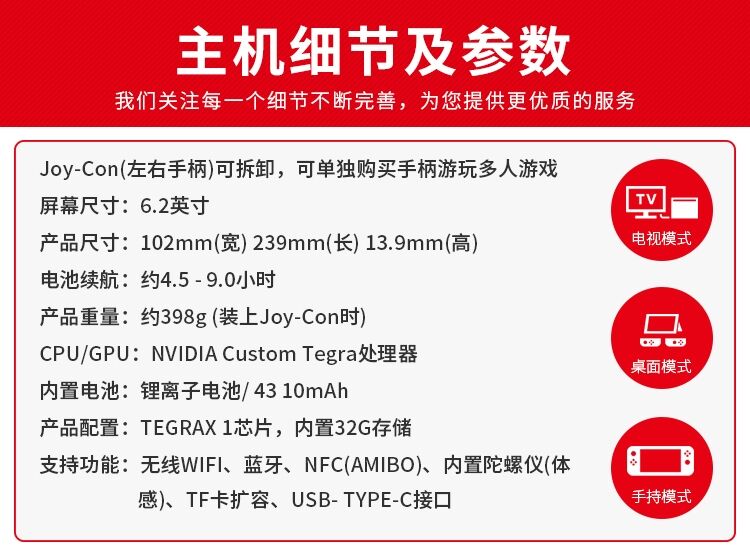 主机细节及参数
我们关注每一个细节不断完善，为您提供更优质的服务
Joy-Con(左右手柄)可拆卸，可单独购买手柄游玩多人游戏
屏幕尺寸：6.2英寸
产品尺寸：102mm(宽) 239mm(长) 13.9mm(高)
电池续航：约4.5 - 9.0小时
产品重量：约398g (装上Joy-Con时)
CPU/GPU：NVIDIA Custom Tegra处理器
内置电池：锂离子电池/ 43 10mAh
产品配置：TEGRAX 1芯片，内置32G存储
支持功能：无线WIFI、蓝牙、NFC(AMIBO)、内置陀螺仪(体
感)、TF卡扩容、USB- TYPE-C接口
TV
电视模式
桌面模式
手持模式